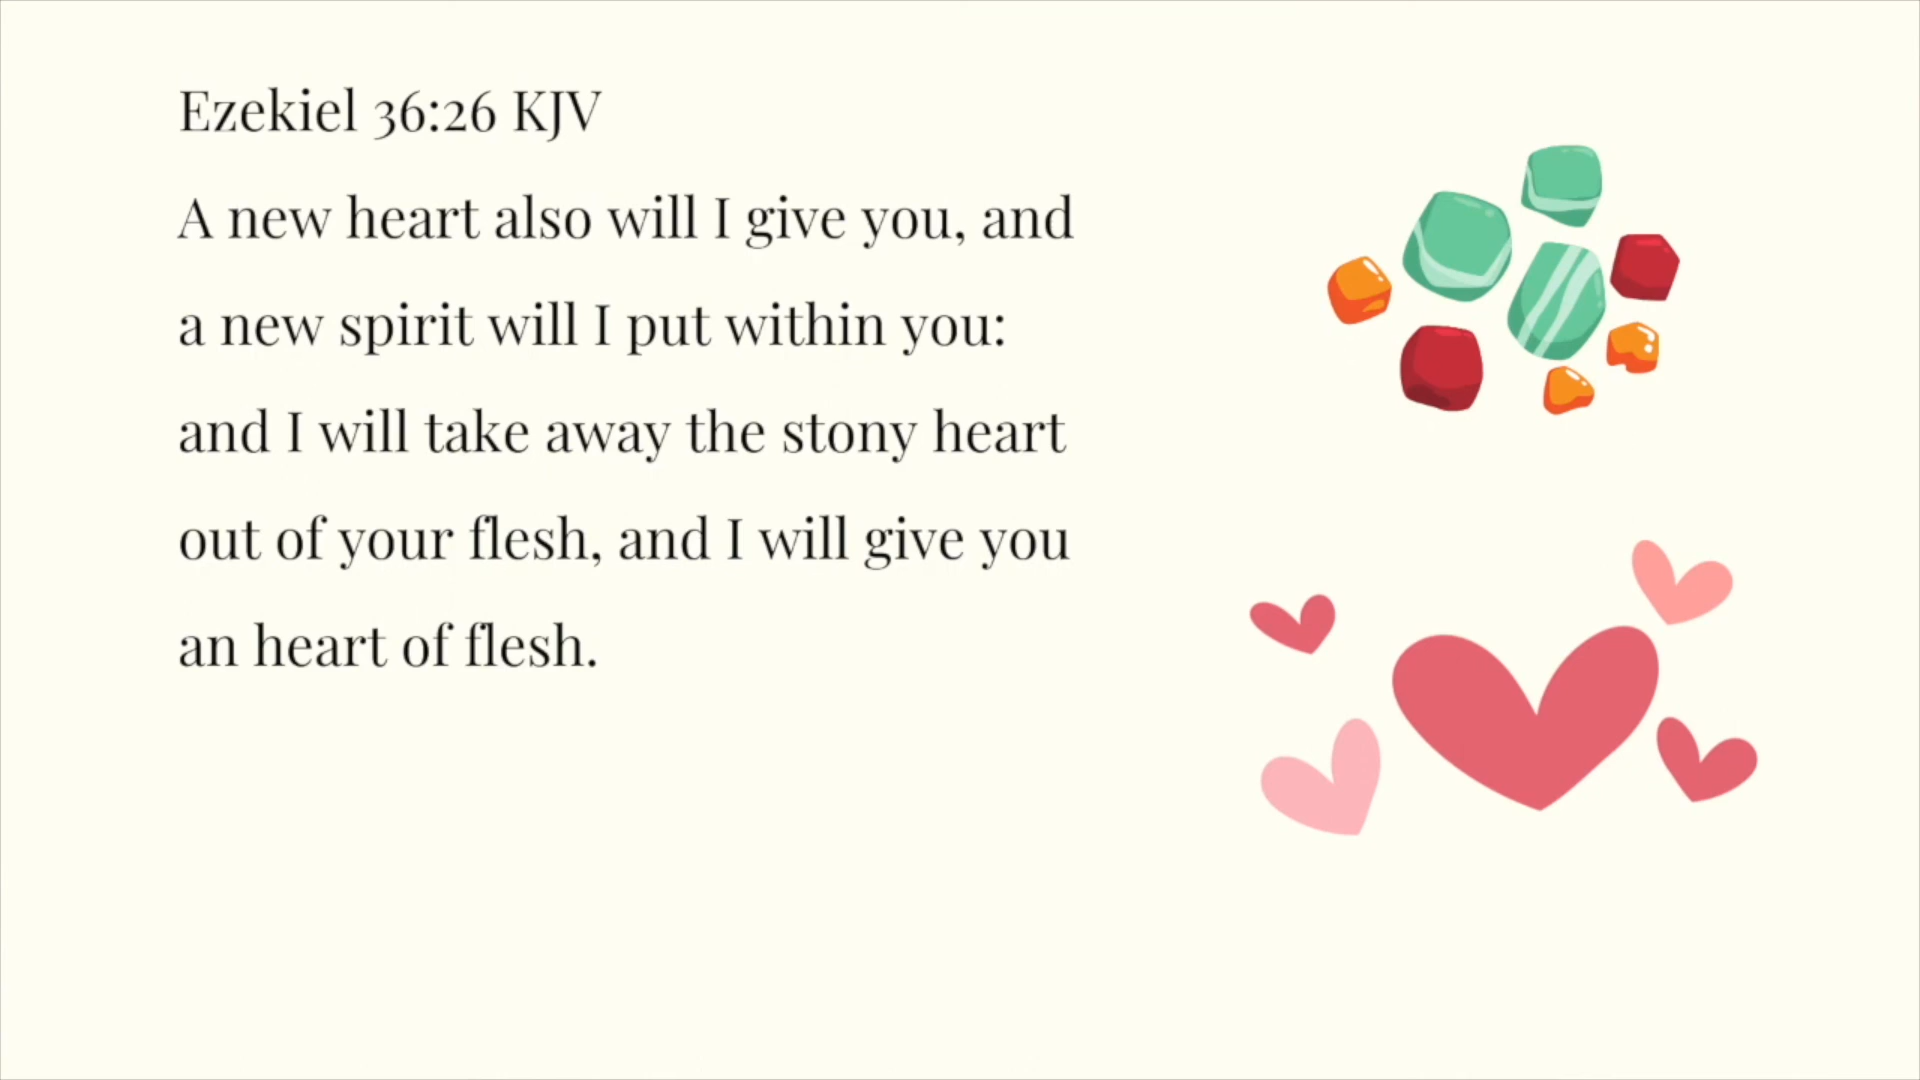 Ezekiel 36:26 KJV
A new heart also will I give you, and
a new spirit will I put within you:
and I will take away the stony heart
out of your flesh, and I will give you
an heart of flesh.